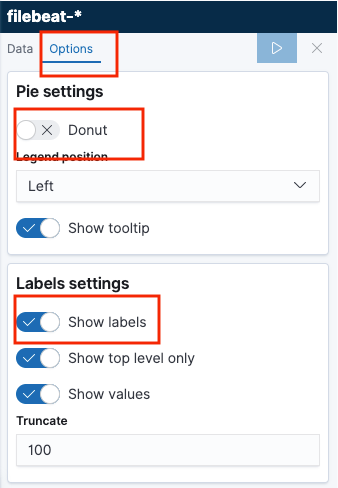 filebeat-*
Data Options
Pie settings
Donut
Legend position
Left
Show tooltip
Labels settings
Show labels
Show top level only
Show values
Truncate
100